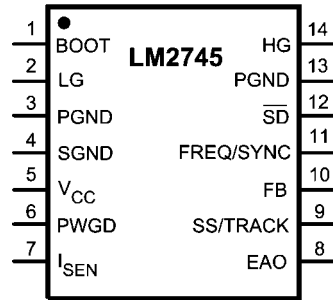 LM2745
1 BOOT
2 LG
3 PGND
4 SGND
5 VCC
6 PWGD
7 ISEN
14 HG
13 PGND
12 S̅D̅
11 FREQ/SYNC
10 FB
9 SS/TRACK
8 EAO